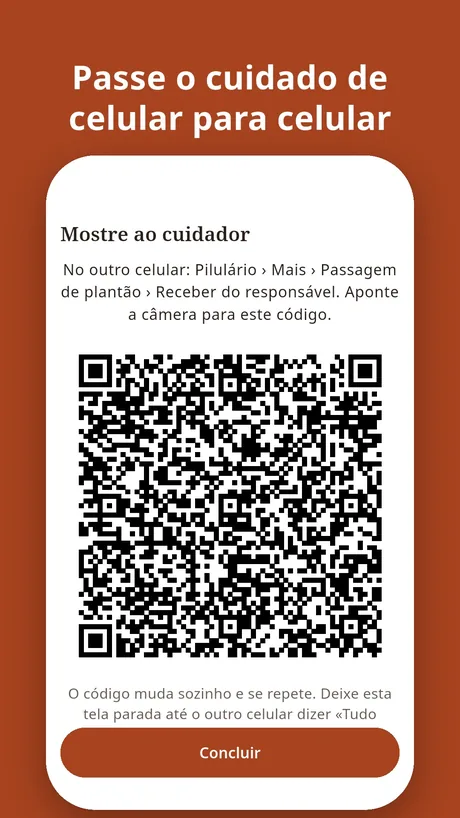 Passe o cuidado de
celular para celular
Mostre ao cuidador
No outro celular: Pilulário › Mais › Passagem
de plantão › Receber do responsável. Aponte
a câmera para este código.
O código muda sozinho e se repete. Deixe esta
tela parada até o outro celular dizer «Tudo
Concluir